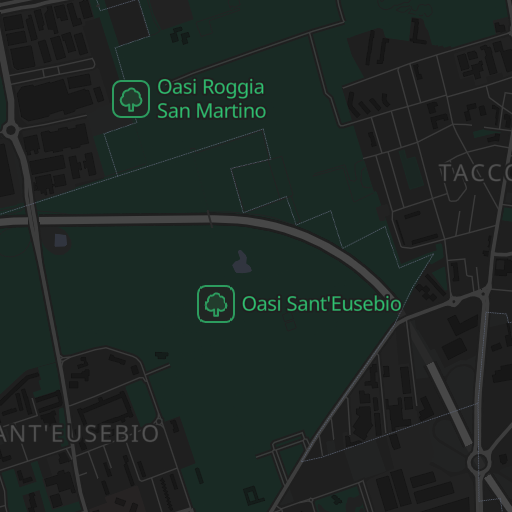 Oasi Roggia
San Martino
TACCO
Oasi Sant'Eusebio
ANT'EUSEBIO